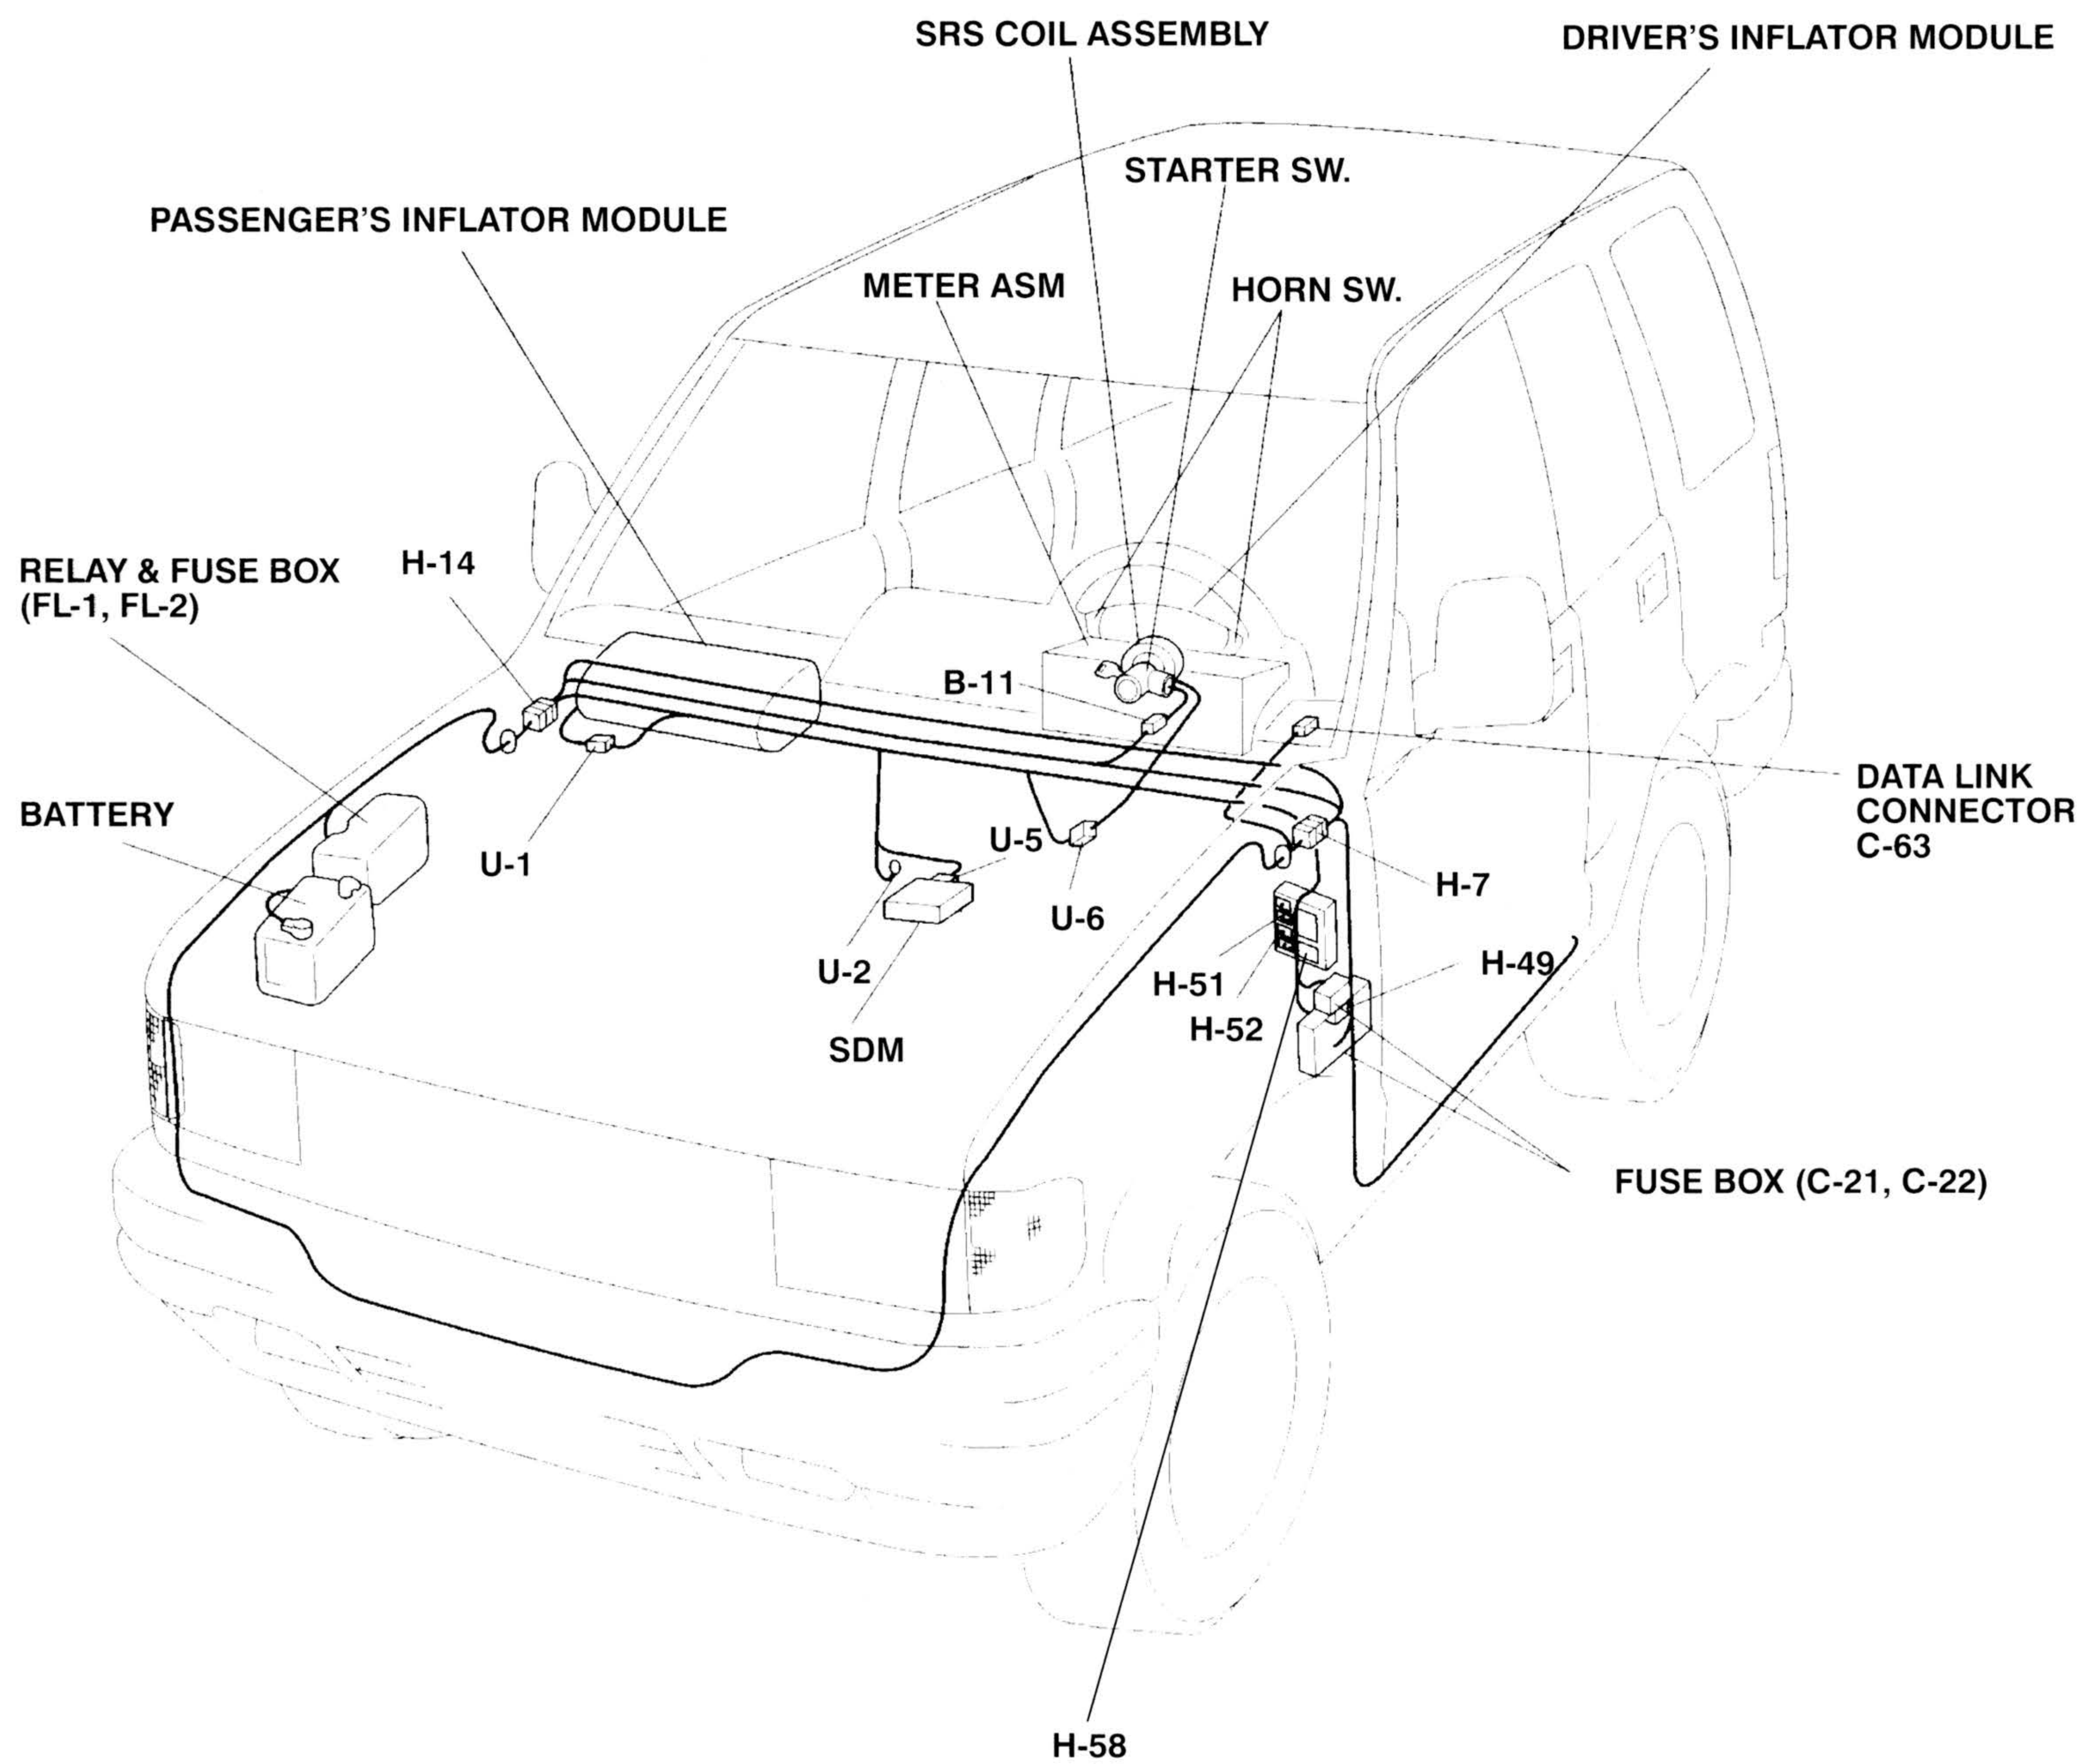 SRS COIL ASSEMBLY
DRIVER'S INFLATOR MODULE
STARTER SW.
PASSENGER'S INFLATOR MODULE
METER ASM
HORN SW.
RELAY & FUSE BOX
(FL-1, FL-2)
H-14
B-11
BATTERY
DATA LINK
CONNECTOR
C-63
U-1
U-5
H-7
U-6
U-2
H-51
H-49
H-52
SDM
FUSE BOX (C-21, C-22)
H-58